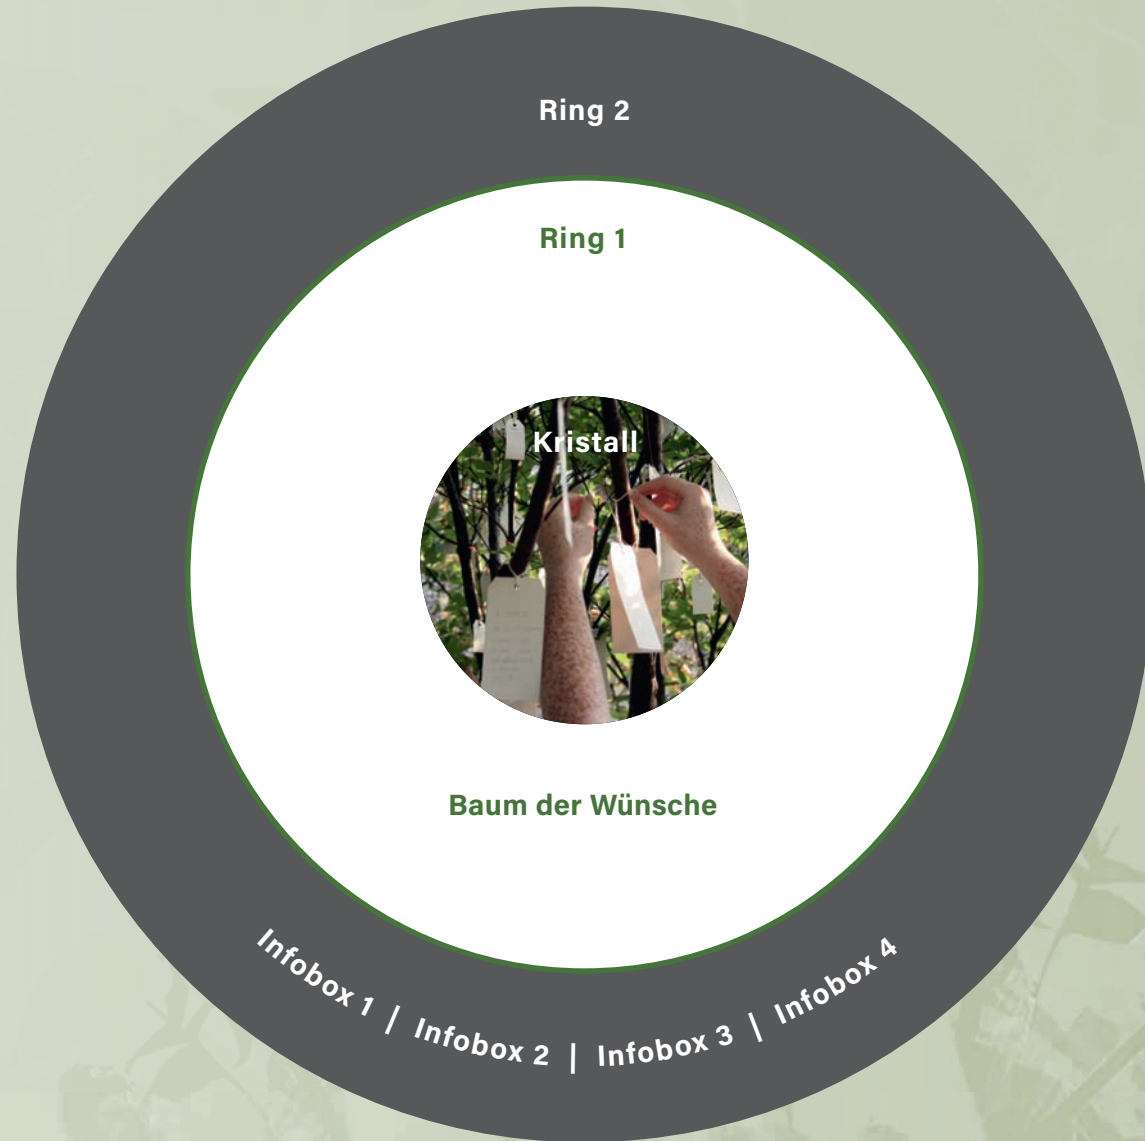 Ring 2
Ring 1
Kristall
Baum der Wünsche
Infobox 1 | Infobox 2 | Infobox 3 | Infobox 4